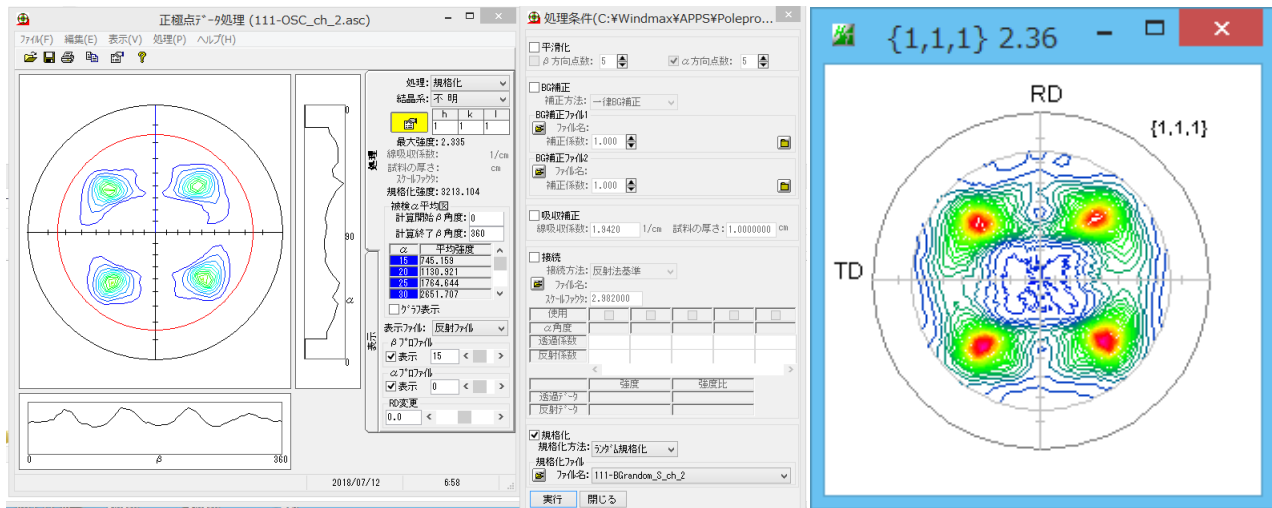 正極点ﾃﾞｰﾀ処理 (111-OSC_ch_2.asc)
ﾌｧｲﾙ(F) 編集(E) 表示(V) 処理(P) ヘルプ(H)
0
90
α
0
0 β 360
処理
表示
処理: 規格化
結晶系: 不 明
h k l
1 1 1
最大強度: 2.335
線吸収係数: 1/cm
試料の厚さ: cm
ｽｹｰﾙﾌｧｸﾀ:
規格化強度: 3213.104
被検α平均図
計算開始β角度: 0
計算終了β角度: 360
α 平均強度
15 745.159
20 1130.921
25 1764.644
30 2651.707
ｸﾞﾗﾌ表示
表示ﾌｧｲﾙ: 反射ﾌｧｲﾙ
βﾌﾟﾛﾌｧｲﾙ
表示 15 < >
αﾌﾟﾛﾌｧｲﾙ
表示 0 < >
RD変更
0.0 < >
2018/07/12 6:58
処理条件(C:¥Windmax¥APPS¥Polepro...
平滑化
β方向点数: 5 α方向点数: 5
BG補正
補正方法: 一律BG補正
BG補正ﾌｧｲﾙ1
ﾌｧｲﾙ名:
補正係数: 1.000
BG補正ﾌｧｲﾙ2
ﾌｧｲﾙ名:
補正係数: 1.000
吸収補正
線吸収係数: 1.9420 1/cm 試料の厚さ: 1.0000000 cm
接続
接続方法: 反射法基準
ﾌｧｲﾙ名:
ｽｹｰﾙﾌｧｸﾀ: 2.982000
使用
α角度
透過係数
反射係数
< >
強度 強度比
透過ﾃﾞｰﾀ
反射ﾃﾞｰﾀ
規格化
規格化方法: ﾗﾝﾀﾞﾑ規格化
規格化ﾌｧｲﾙ
ﾌｧｲﾙ名: 111-BGrandom_S_ch_2
実行 閉じる
{1,1,1} 2.36
RD
{1,1,1}
TD